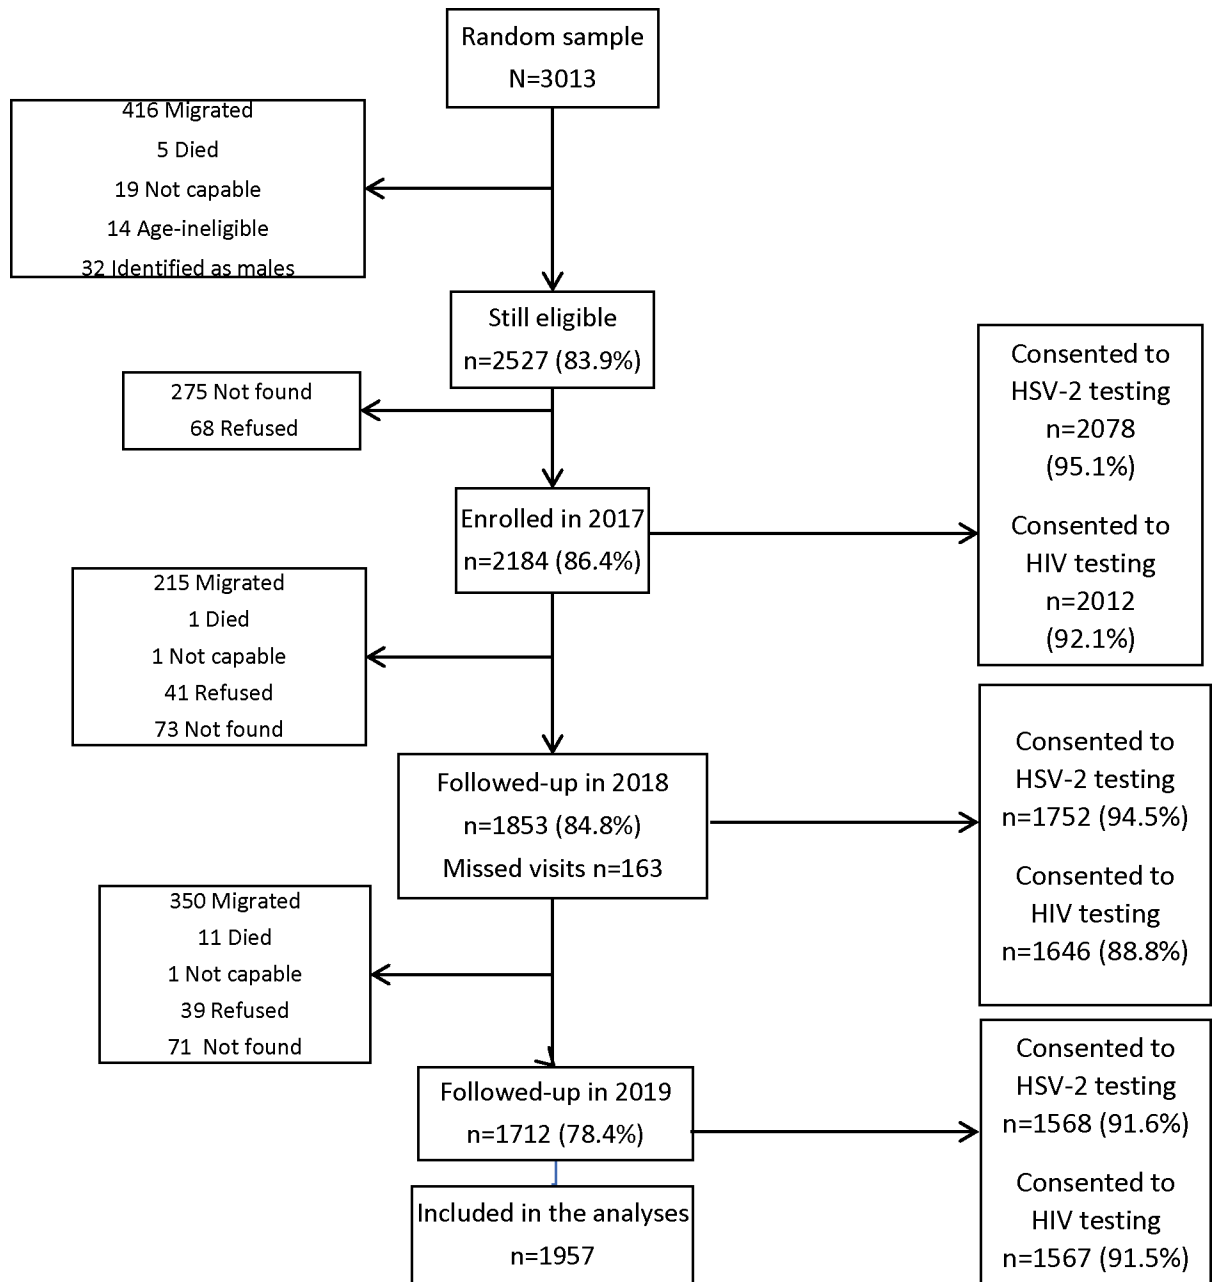 Random sample
N=3013
416 Migrated
5 Died
19 Not capable
14 Age-ineligible
32 Identified as males
Still eligible
n=2527 (83.9%)
275 Not found
68 Refused
Enrolled in 2017
n=2184 (86.4%)
Consented to
HSV-2 testing
n=2078
(95.1%)
Consented to
HIV testing
n=2012
(92.1%)
215 Migrated
1 Died
1 Not capable
41 Refused
73 Not found
Followed-up in 2018
n=1853 (84.8%)
Missed visits n=163
Consented to
HSV-2 testing
n=1752 (94.5%)
Consented to
HIV testing
n=1646 (88.8%)
350 Migrated
11 Died
1 Not capable
39 Refused
71  Not found
Followed-up in 2019
n=1712 (78.4%)
Consented to
HSV-2 testing
n=1568 (91.6%)
Consented to
HIV testing
n=1567 (91.5%)
Included in the analyses
n=1957